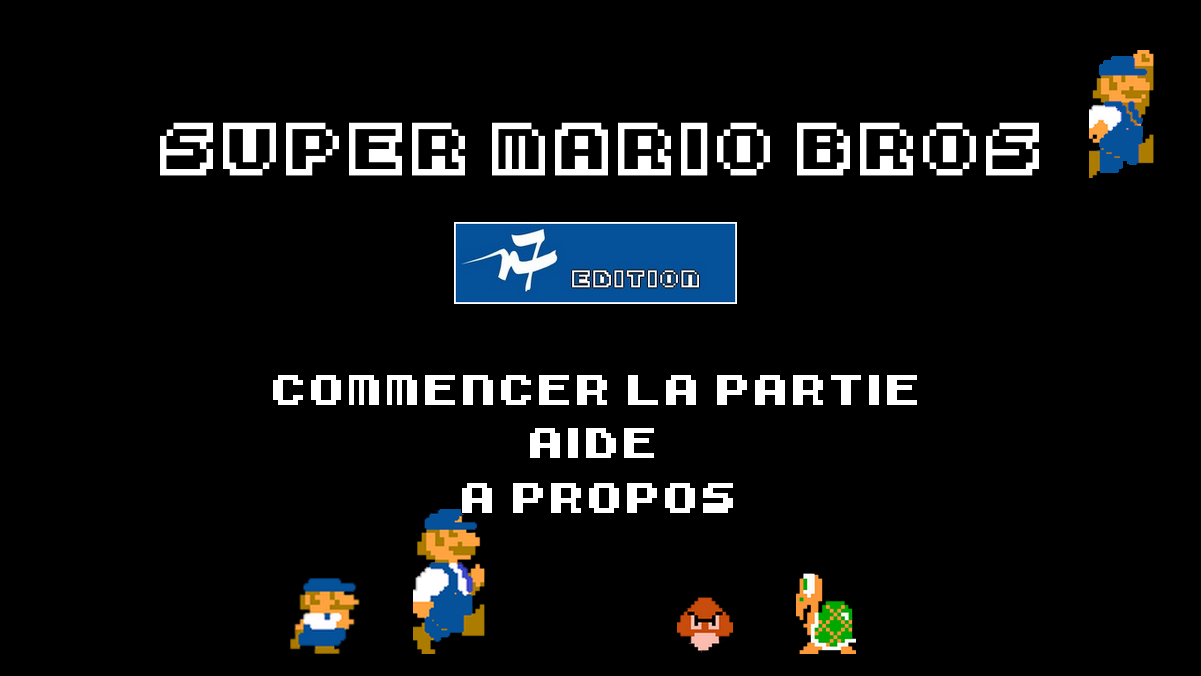 SUPER MARIO BROS
n7 EDITION
COMMENCER LA PARTIE
AIDE
A PROPOS